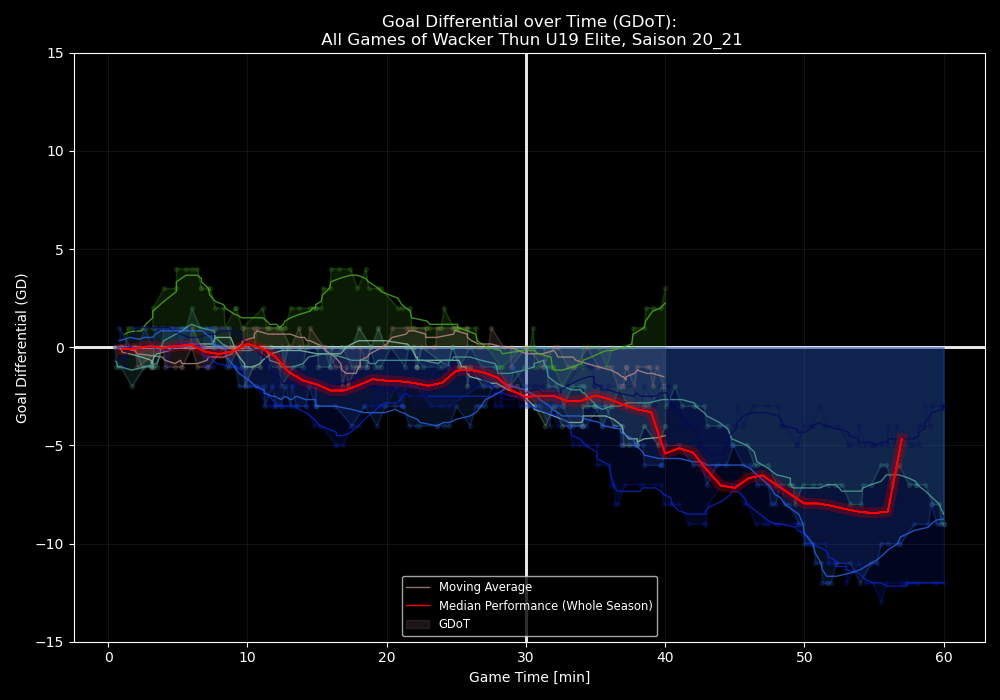 Goal Differential over Time (GDoT):
All Games of Wacker Thun U19 Elite, Saison 20_21
15
10
5
0
−5
−10
−15
Goal Differential (GD)
Moving Average
Median Performance (Whole Season)
GDoT
0 10 20 30 40 50 60
Game Time [min]